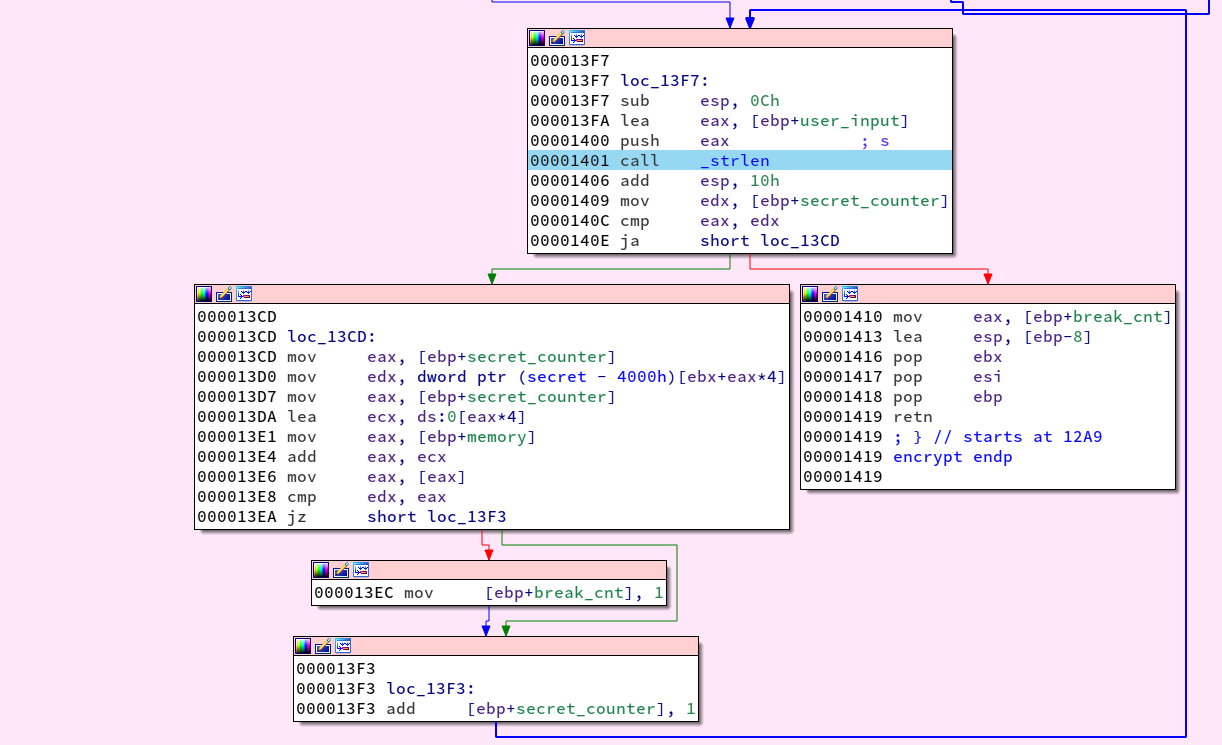 000013F7
000013F7 loc_13F7:
000013F7 sub     esp, 0Ch
000013FA lea     eax, [ebp+user_input]
00001400 push    eax             ; s
00001401 call    _strlen
00001406 add     esp, 10h
00001409 mov     edx, [ebp+secret_counter]
0000140C cmp     eax, edx
0000140E ja      short loc_13CD
000013CD
000013CD loc_13CD:
000013CD mov     eax, [ebp+secret_counter]
000013D0 mov     edx, dword ptr (secret - 4000h)[ebx+eax*4]
000013D7 mov     eax, [ebp+secret_counter]
000013DA lea     ecx, ds:0[eax*4]
000013E1 mov     eax, [ebp+memory]
000013E4 add     eax, ecx
000013E6 mov     eax, [eax]
000013E8 cmp     edx, eax
000013EA jz      short loc_13F3
00001410 mov     eax, [ebp+break_cnt]
00001413 lea     esp, [ebp-8]
00001416 pop     ebx
00001417 pop     esi
00001418 pop     ebp
00001419 retn
00001419 ; } // starts at 12A9
00001419 encrypt endp
00001419
000013EC mov     [ebp+break_cnt], 1
000013F3
000013F3 loc_13F3:
000013F3 add     [ebp+secret_counter], 1